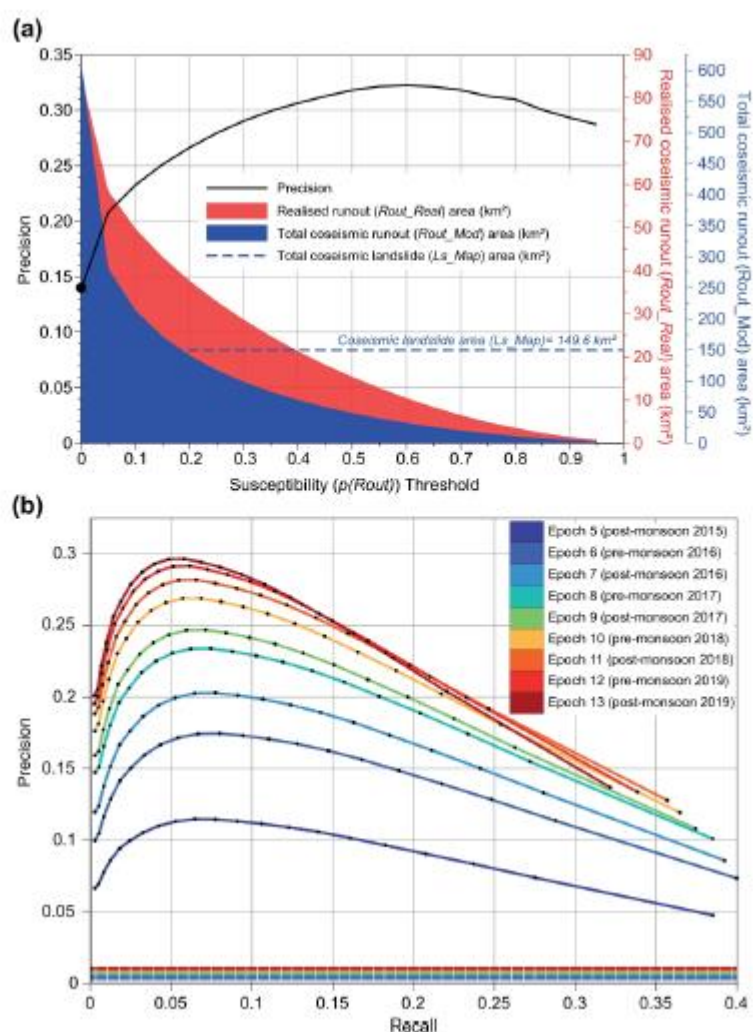 (a)
0.35
0.30
0.25
0.20
0.15
0.10
0.05
0
Precision
Precision
Realised runout (Rout_Real) area (km²)
Total coseismic runout (Rout_Mod) area (km²)
Total coseismic landslide (Ls_Map) area (km²)
Coseismic landslide area (Ls_Map)= 149.6 km²
0 0.1 0.2 0.3 0.4 0.5 0.6 0.7 0.8 0.9 1
Susceptibility (p(Rout)) Threshold
90
80
70
60
50
40
30
20
10
0
Realised coseismic runout (Rout_Real) area (km²)
600
550
500
450
400
350
300
250
200
150
100
50
0
Total coseismic runout (Rout_Mod) area (km²)
(b)
0.3
0.25
0.2
0.15
0.1
0.05
0
Precision
Epoch 5 (post-monsoon 2015)
Epoch 6 (pre-monsoon 2016)
Epoch 7 (post-monsoon 2016)
Epoch 8 (pre-monsoon 2017)
Epoch 9 (post-monsoon 2017)
Epoch 10 (pre-monsoon 2018)
Epoch 11 (post-monsoon 2018)
Epoch 12 (pre-monsoon 2019)
Epoch 13 (post-monsoon 2019)
0 0.05 0.1 0.15 0.2 0.25 0.3 0.35 0.4
Recall